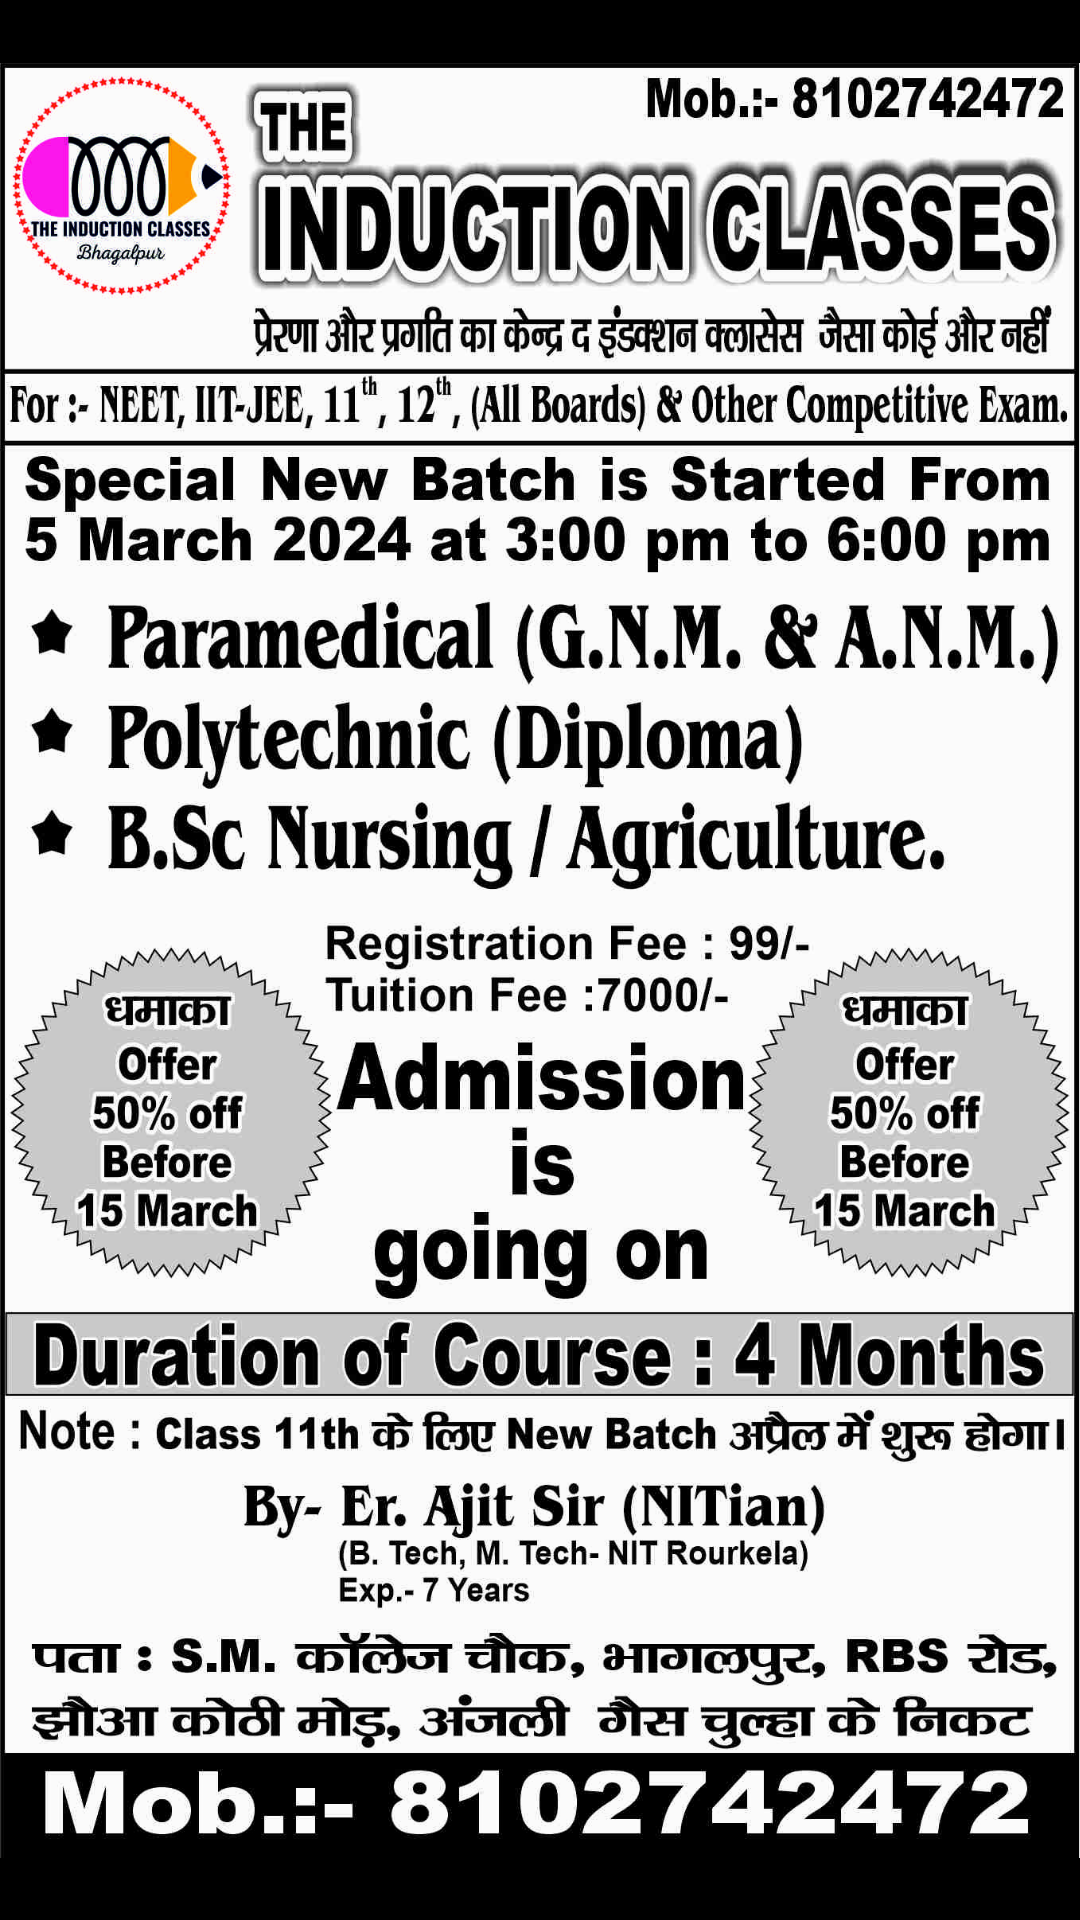 Mob.:- 8102742472
THE
INDUCTION CLASSES
THE INDUCTION CLASSES
Bhagalpur
प्रेरणा और प्रगति का केन्द्र द इंडक्शन क्लासेस जैसा कोई और नहीं
For :- NEET, IIT-JEE, 11th, 12th, (All Boards) & Other Competitive Exam.
Special New Batch is Started From
5 March 2024 at 3:00 pm to 6:00 pm
★ Paramedical (G.N.M. & A.N.M.)
★ Polytechnic (Diploma)
★ B.Sc Nursing / Agriculture.
Registration Fee : 99/-
Tuition Fee :7000/-
धमाका
Offer
50% off
Before
15 March
Admission
is
going on
धमाका
Offer
50% off
Before
15 March
Duration of Course : 4 Months
Note : Class 11th के लिए New Batch अप्रैल में शुरू होगा।
By- Er. Ajit Sir (NITian)
(B. Tech, M. Tech- NIT Rourkela)
Exp.- 7 Years
पता : S.M. कॉलेज चौक, भागलपुर, RBS रोड,
झौआ कोठी मोड़, अंजली गैस चुल्हा के निकट
Mob.:- 8102742472